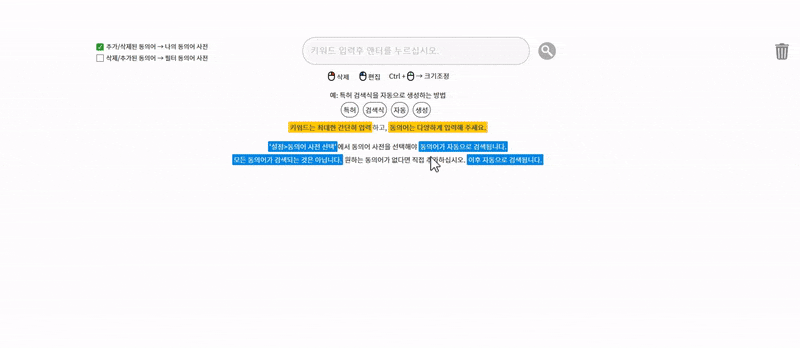 추가/삭제된 동의어 → 나의 동의어 사전
삭제/추가된 동의어 → 필터 동의어 사전
키워드 입력후 엔터를 누르십시오.
삭제 편집 Ctrl + → 크기조정
예: 특허 검색식을 자동으로 생성하는 방법
특허 검색식 자동 생성
키워드는 최대한 간단히 입력하고, 동의어는 다양하게 입력해 주세요.
'설정>동의어 사전 선택'에서 동의어 사전을 선택해야 동의어가 자동으로 검색됩니다.
모든 동의어가 검색되는 것은 아닙니다. 원하는 동의어가 없다면 직접 이후 자동으로 검색됩니다.